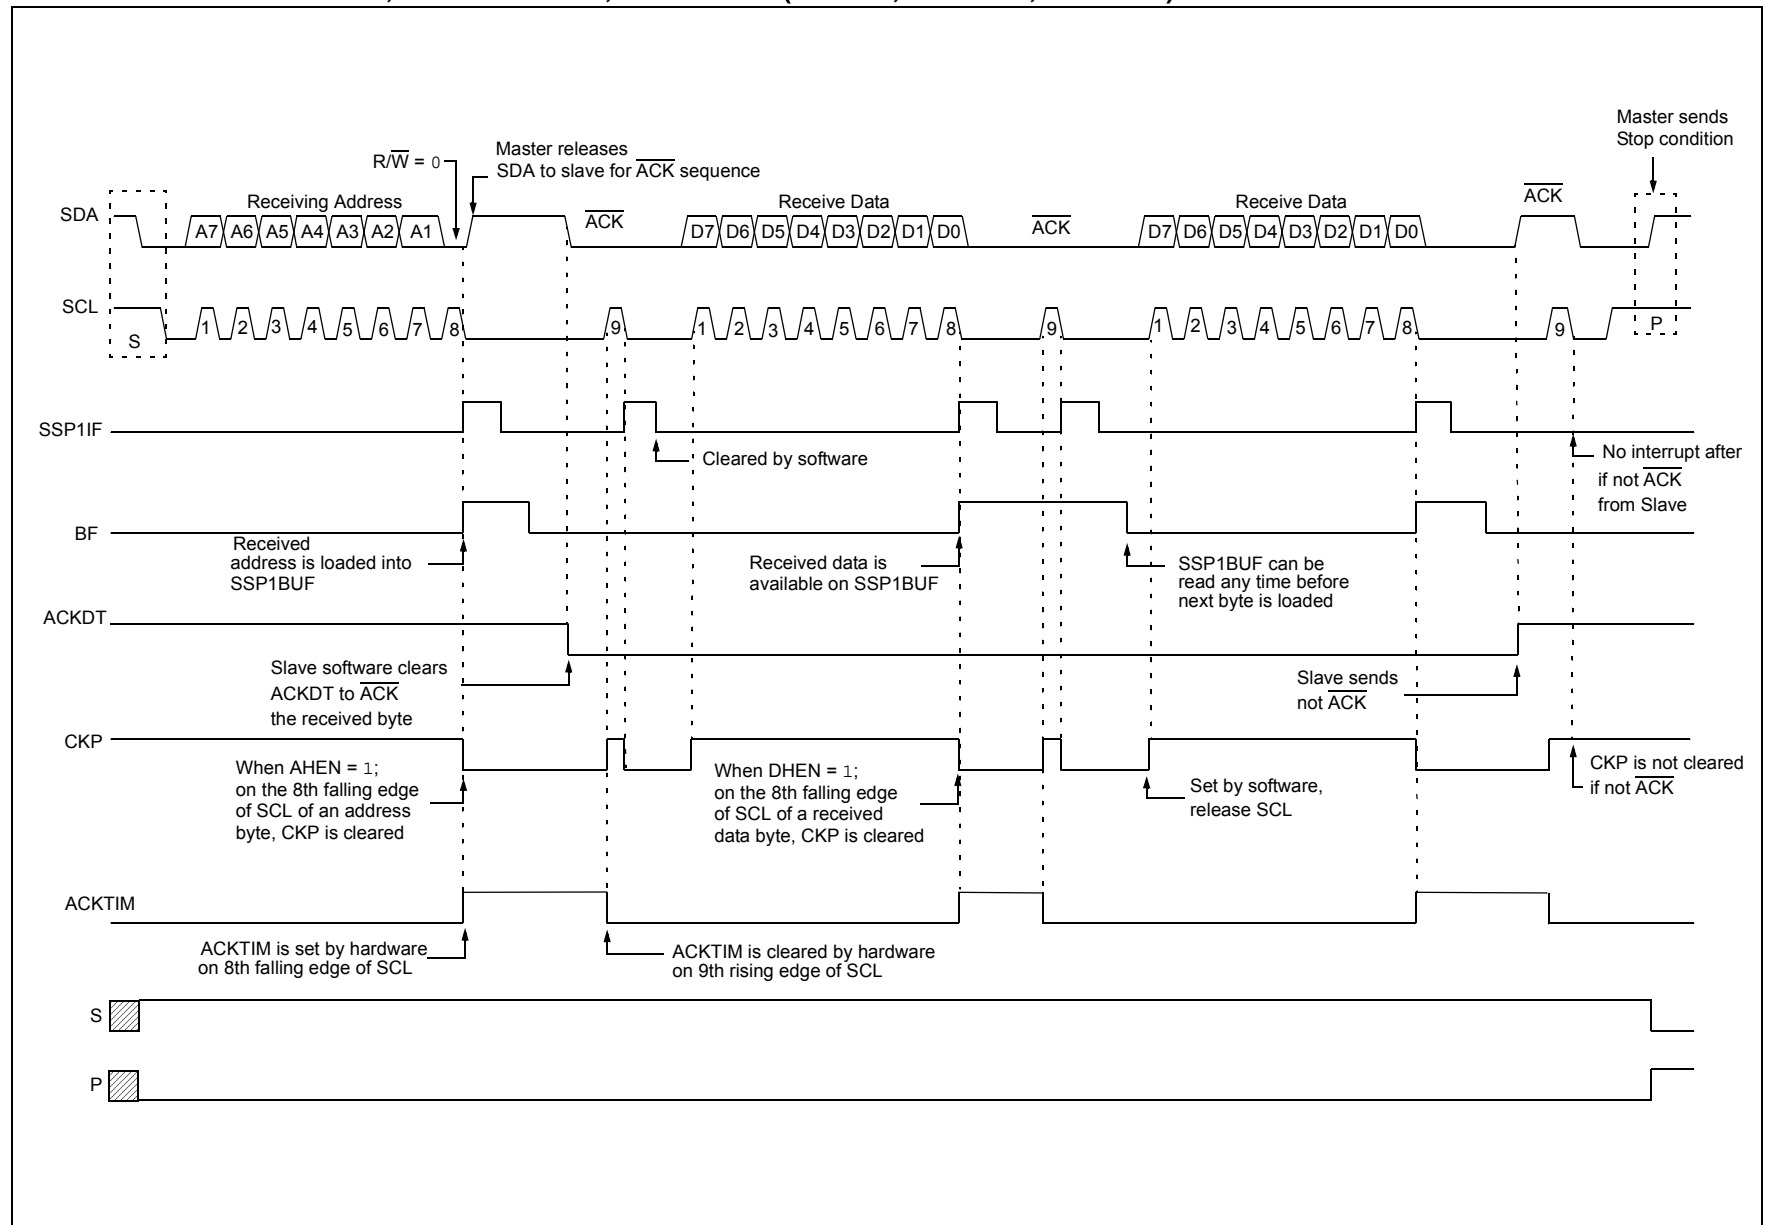 Master sends
Stop condition
R/W = 0
Master releases
SDA to slave for ACK sequence
SDA
Receiving Address
A7 A6 A5 A4 A3 A2 A1
ACK
Receive Data
D7 D6 D5 D4 D3 D2 D1 D0
ACK
Receive Data
D7 D6 D5 D4 D3 D2 D1 D0
ACK
SCL
S
1 2 3 4 5 6 7 8 9
1 2 3 4 5 6 7 8 9
1 2 3 4 5 6 7 8 9
P
SSP1IF
Cleared by software
No interrupt after
if not ACK
from Slave
BF
Received
address is loaded into
SSP1BUF
Received data is
available on SSP1BUF
SSP1BUF can be
read any time before
next byte is loaded
ACKDT
Slave software clears
ACKDT to ACK
the received byte
Slave sends
not ACK
CKP
When AHEN = 1;
on the 8th falling edge
of SCL of an address
byte, CKP is cleared
When DHEN = 1;
on the 8th falling edge
of SCL of a received
data byte, CKP is cleared
Set by software,
release SCL
CKP is not cleared
if not ACK
ACKTIM
ACKTIM is set by hardware
on 8th falling edge of SCL
ACKTIM is cleared by hardware
on 9th rising edge of SCL
S
P